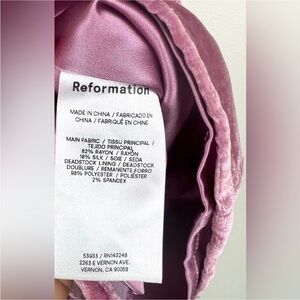 Reformation
MADE IN CHINA / FABRICADO EN
CHINA / FABRIQUÉ EN CHINE
MAIN FABRIC / TISSU PRINCIPAL /
TEJIDO PRINCIPAL
82% RAYON / RAYÓN
18% SILK / SOIE / SEDA
DEADSTOCK LINING / DEADSTOCK
DOUBLURE / REMANENTE FORRO
98% POLYESTER / POLIÉSTER
2% SPANDEX
53933 / RN143248
2263 E VERNON AVE.
VERNON, CA 90058